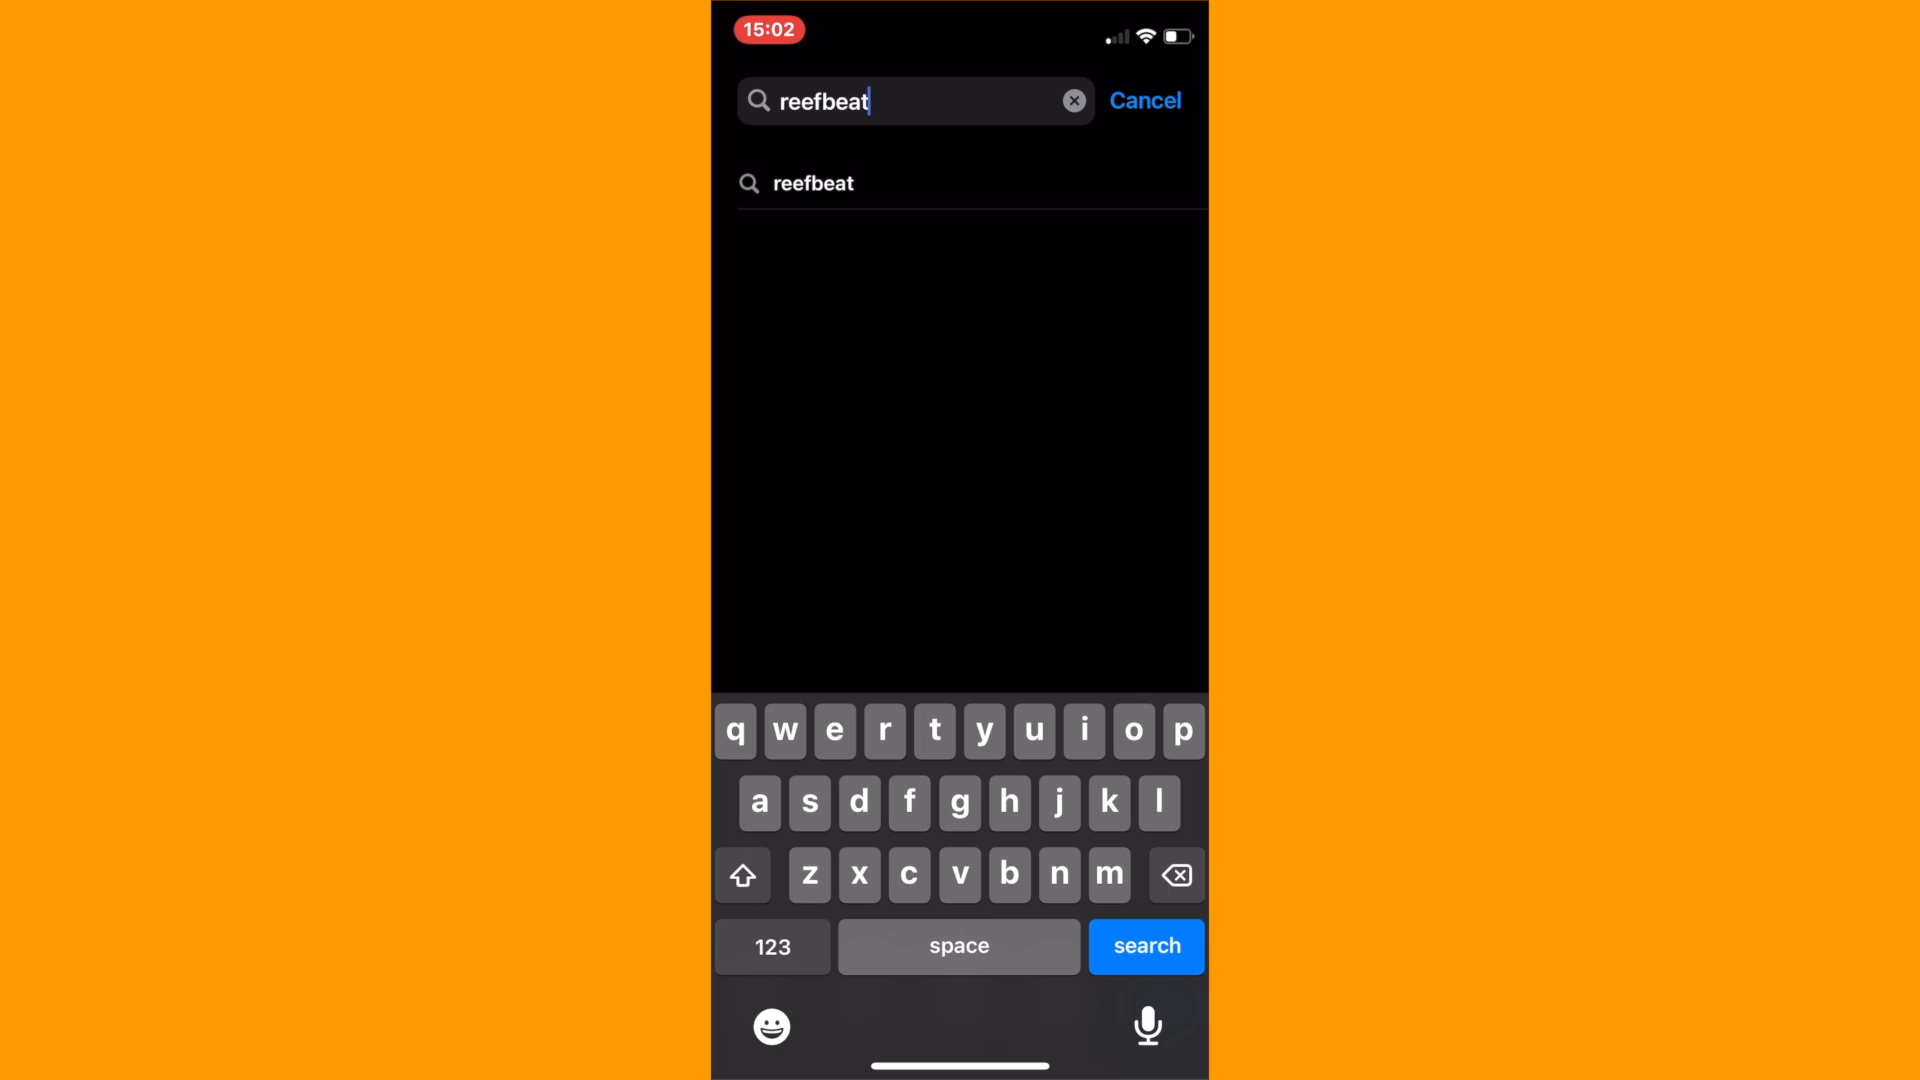 15:02
reefbeat Cancel
reefbeat
q w e r t y u i o p
a s d f g h j k l
z x c v b n m
123 space search